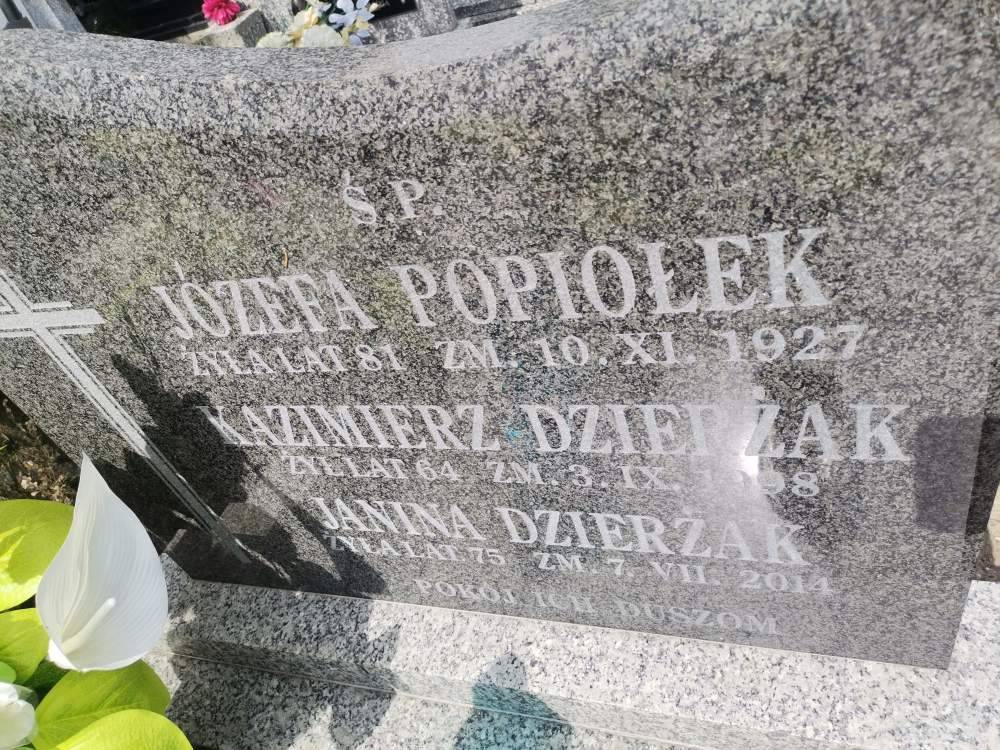 Ś.P.
JÓZEFA POPIOŁEK
ŻYŁA LAT 81 ZM. 10. XI. 1927
KAZIMIERZ DZIERŻAK
ŻYŁ LAT 64 ZM. 3. IX.
JANINA DZIERŻAK
ŻYŁA LAT 75 ZM. 7 VII. 2014
POKÓJ ICH DUSZOM